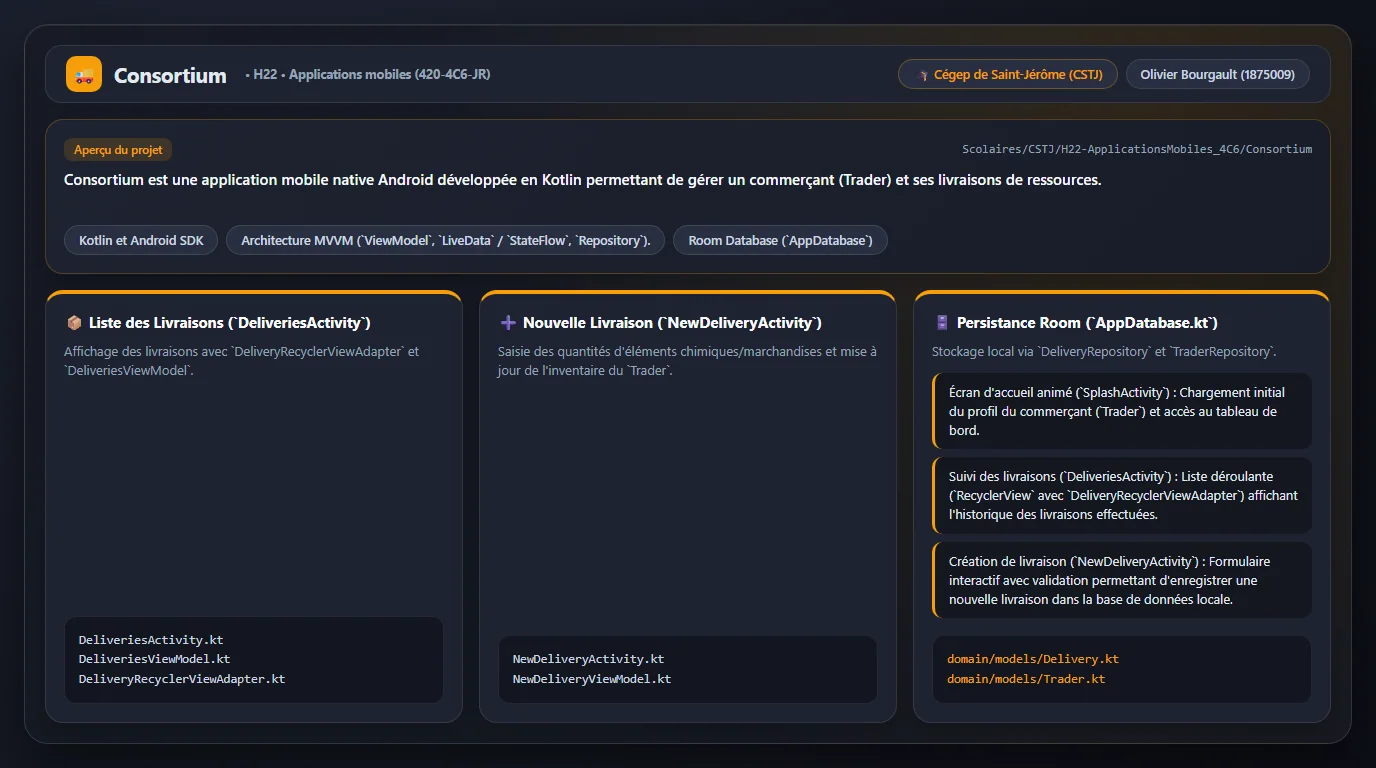 Consortium
• H22 • Applications mobiles (420-4C6-JR)
Cégep de Saint-Jérôme (CSTJ)
Olivier Bourgault (1875009)
Aperçu du projet
Scolaires/CSTJ/H22-ApplicationsMobiles_4C6/Consortium
Consortium est une application mobile native Android développée en Kotlin permettant de gérer un commerçant (Trader) et ses livraisons de ressources.
Kotlin et Android SDK
Architecture MVVM (`ViewModel`, `LiveData` / `StateFlow`, `Repository`).
Room Database (`AppDatabase`)
Liste des Livraisons (`DeliveriesActivity`)
Affichage des livraisons avec `DeliveryRecyclerViewAdapter` et
`DeliveriesViewModel`.
DeliveriesActivity.kt
DeliveriesViewModel.kt
DeliveryRecyclerViewAdapter.kt
Nouvelle Livraison (`NewDeliveryActivity`)
Saisie des quantités d'éléments chimiques/marchandises et mise à
jour de l'inventaire du `Trader`.
NewDeliveryActivity.kt
NewDeliveryViewModel.kt
Persistance Room (`AppDatabase.kt`)
Stockage local via `DeliveryRepository` et `TraderRepository`.
Écran d'accueil animé (`SplashActivity`) : Chargement initial
du profil du commerçant (`Trader`) et accès au tableau de
bord.
Suivi des livraisons (`DeliveriesActivity`) : Liste déroulante
(`RecyclerView` avec `DeliveryRecyclerViewAdapter`) affichant
l'historique des livraisons effectuées.
Création de livraison (`NewDeliveryActivity`) : Formulaire
interactif avec validation permettant d'enregistrer une
nouvelle livraison dans la base de données locale.
domain/models/Delivery.kt
domain/models/Trader.kt